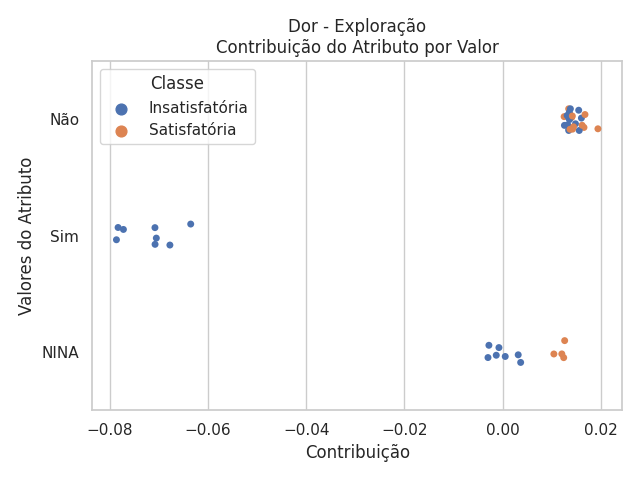 Dor - Exploração
Contribuição do Atributo por Valor
Classe
Insatisfatória
Satisfatória
Valores do Atributo
Não
Sim
NINA
−0.08 −0.06 −0.04 −0.02 0.00 0.02
Contribuição